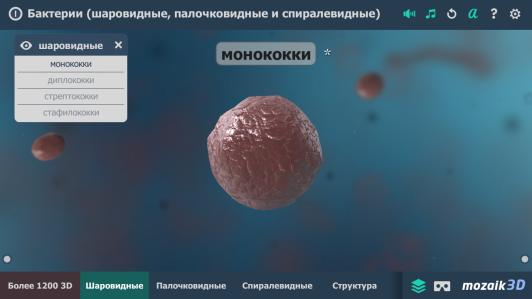 Бактерии (шаровидные, палочковидные и спиралевидные)
a ?
шаровидные ×
монококки
диплококки
стрептококки
стафилококки
монококки *
Более 1200 3D Шаровидные Палочковидные Спиралевидные Структура mozaik3D